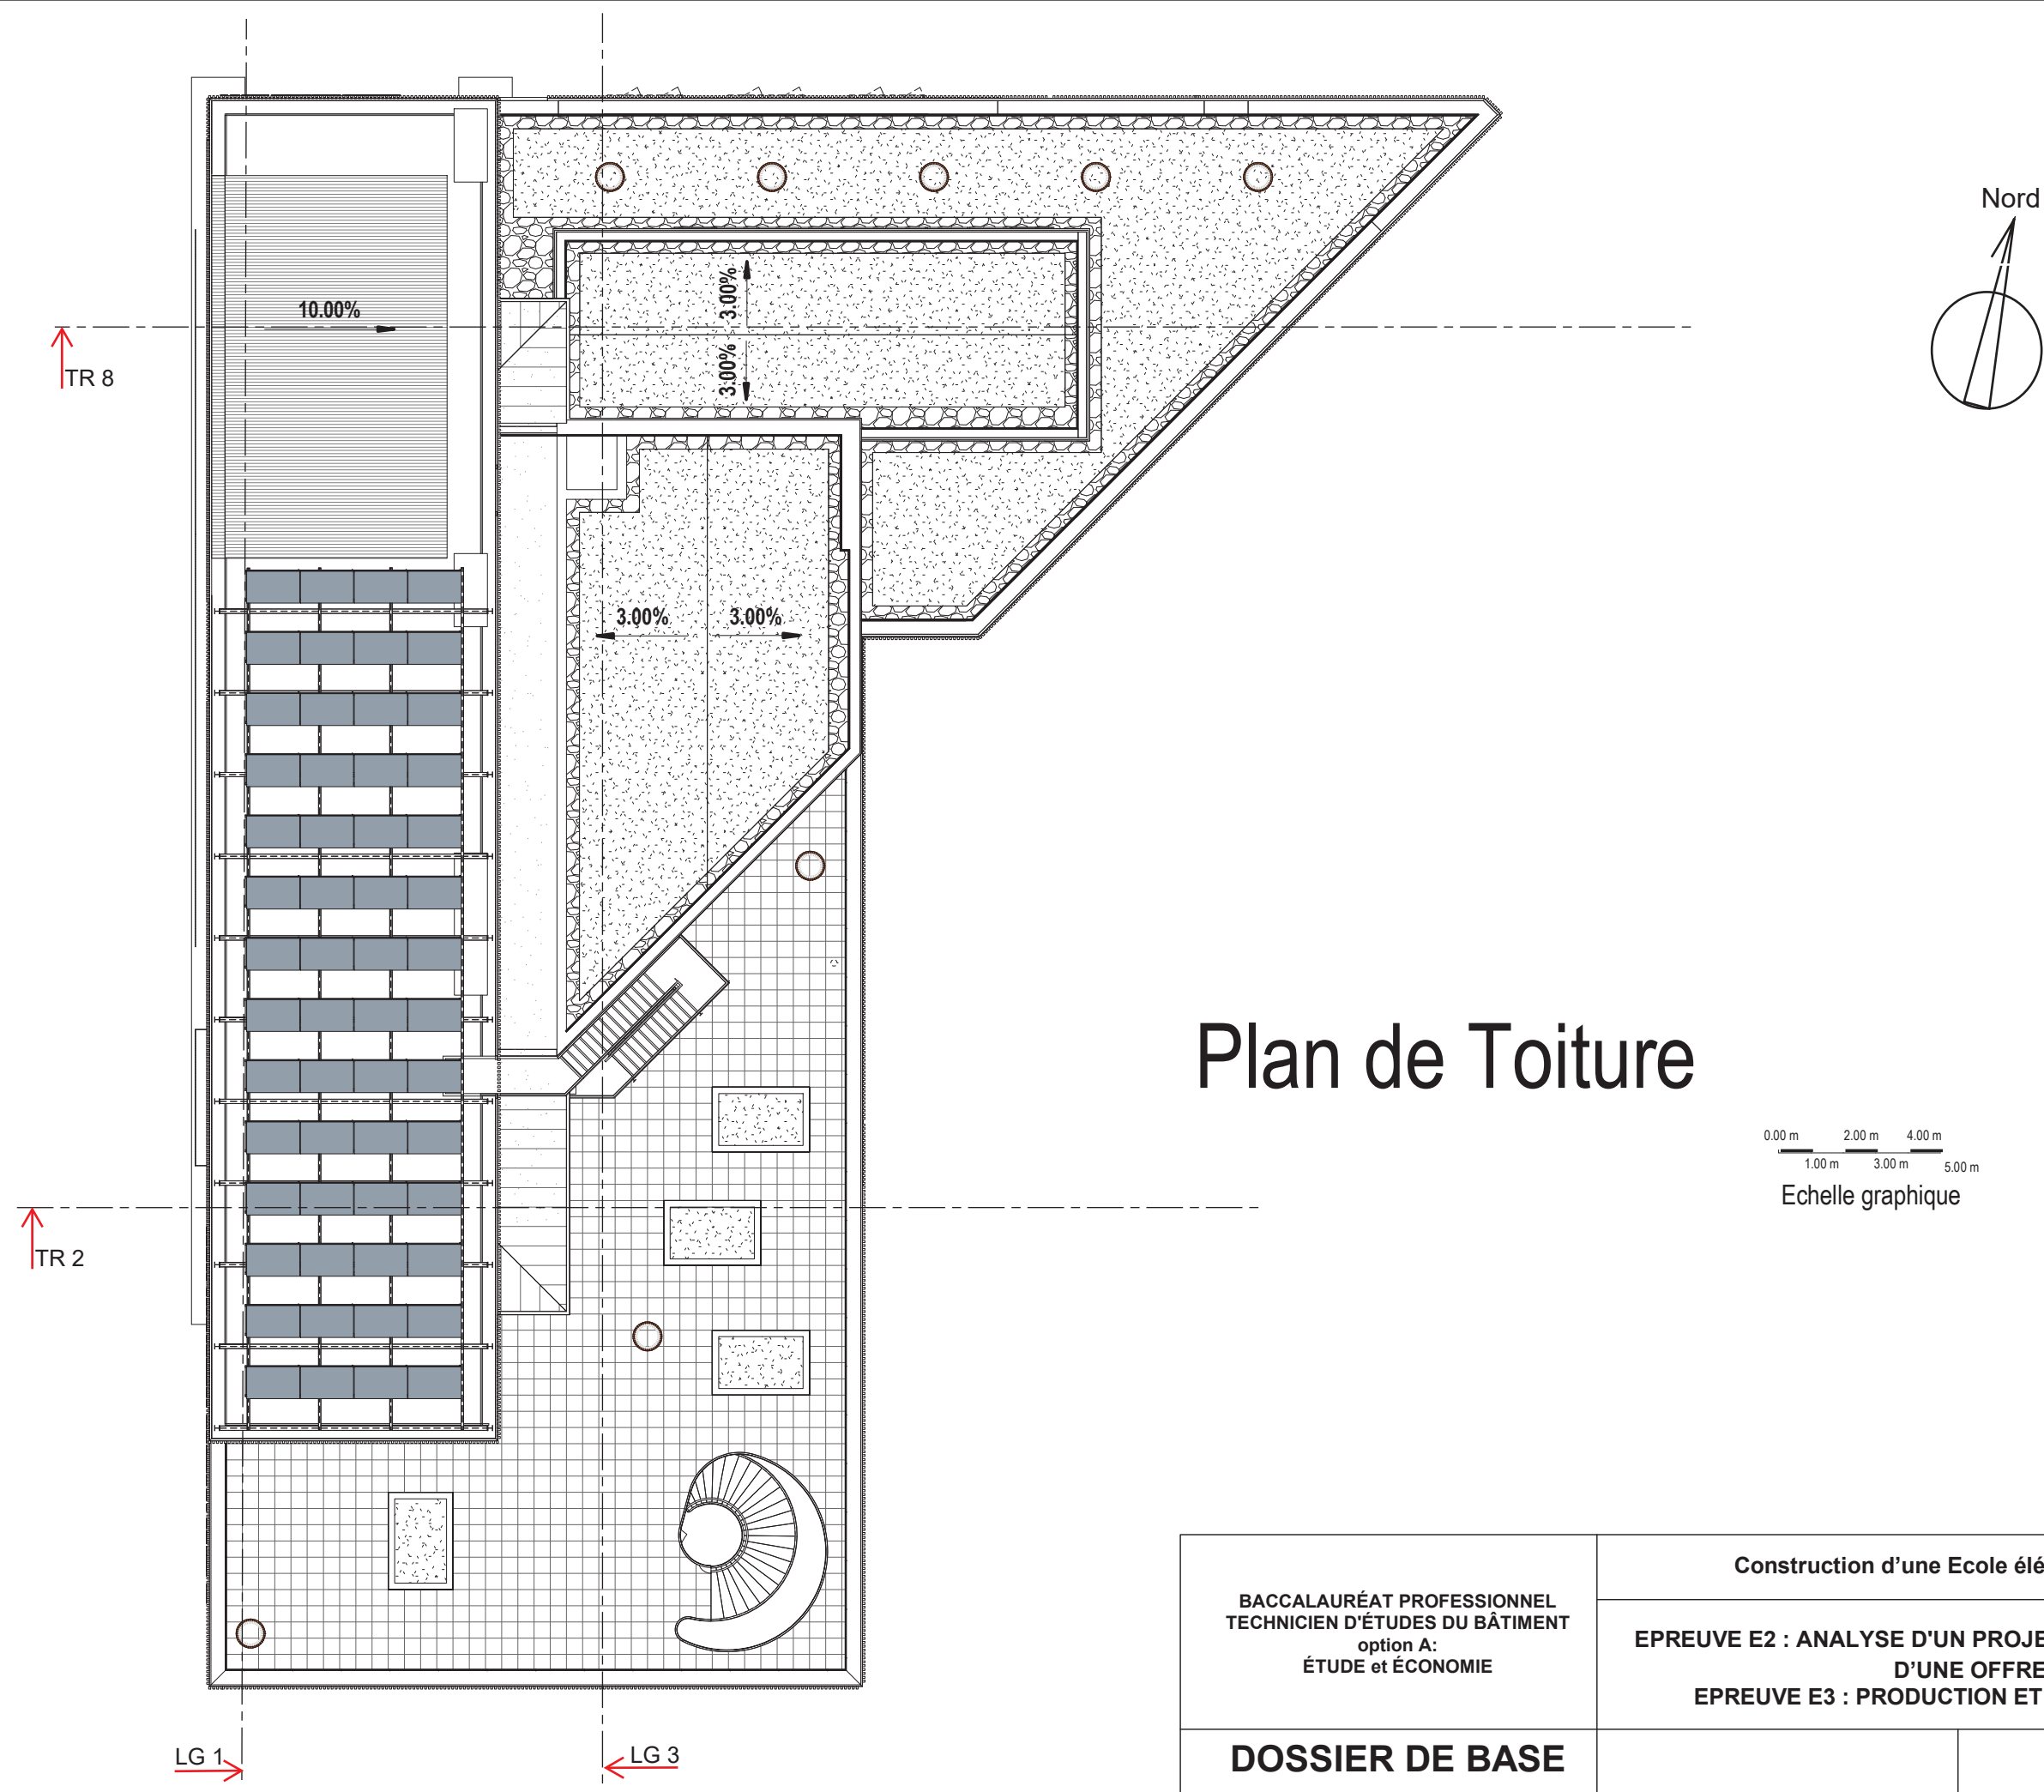 Nord
10.00%
3.00%
3.00%
TR 8
3.00%
3.00%
Plan de Toiture
0.00 m 2.00 m 4.00 m
1.00 m 3.00 m 5.00 m
Echelle graphique
TR 2
BACCALAURÉAT PROFESSIONNEL
TECHNICIEN D'ÉTUDES DU BÂTIMENT
option A:
ÉTUDE et ÉCONOMIE
Construction d’une Ecole élé
EPREUVE E2 : ANALYSE D'UN PROJE
D’UNE OFFRE
EPREUVE E3 : PRODUCTION ET
DOSSIER DE BASE
LG 1
LG 3